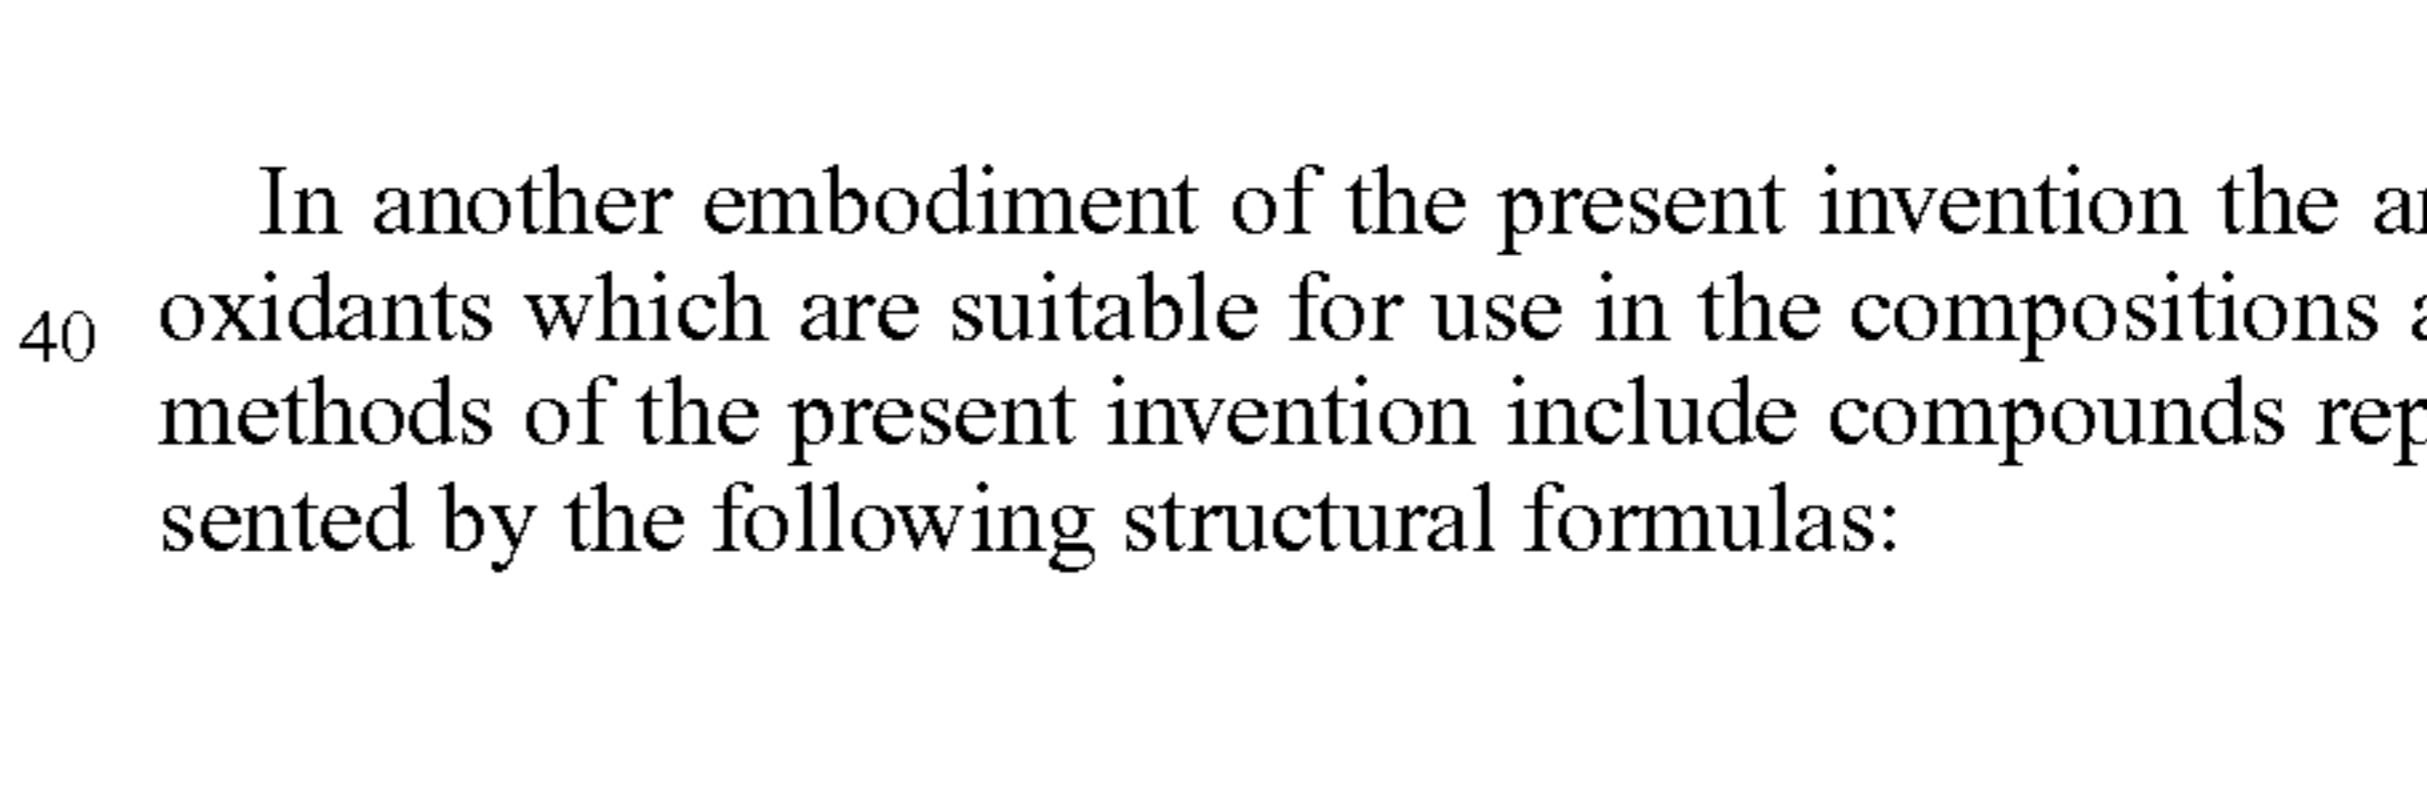 In another embodiment of the present invention the
40 oxidants which are suitable for use in the compositions
methods of the present invention include compounds
sented by the following structural formulas: